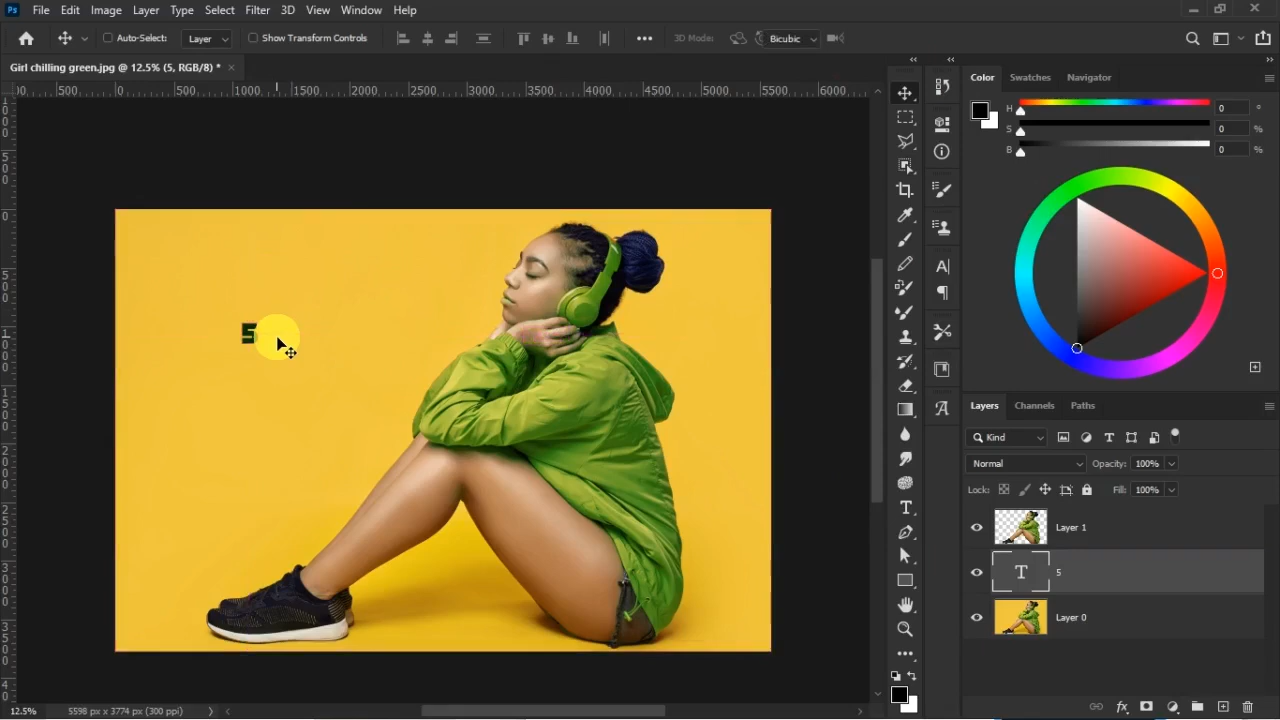 Ps File Edit Image Layer Type Select Filter 3D View Window Help
Auto-Select: Layer Show Transform Controls ••• 3D Mode: Bicubic
Girl chilling green.jpg @ 12.5% (5, RGB/8) * ×
500 0 500 1000 1500 2000 2500 3000 3500 4000 4500 5000 5500 6000
Color Swatches Navigator
H 0 °
S 0 %
B 0 %
5
Layers Channels Paths
Kind
Normal Opacity: 100%
Lock: Fill: 100%
Layer 1
T 5
Layer 0
12.5% 5598 px x 3774 px (300 ppi)